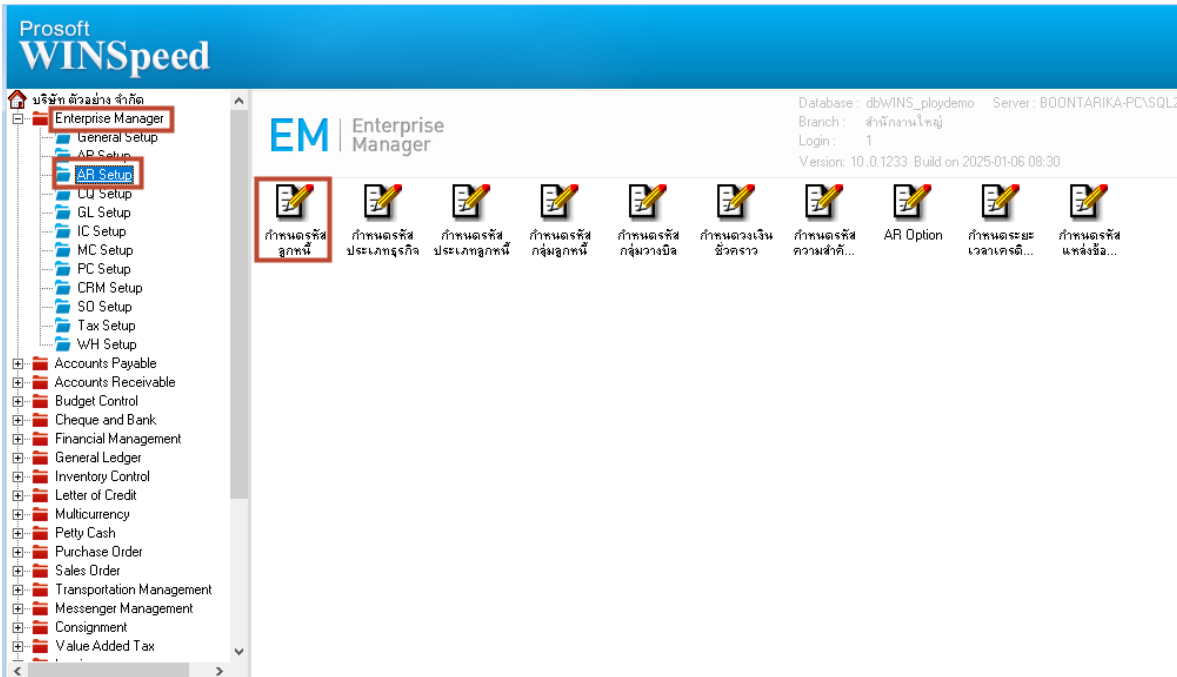 Prosoft
WINSpeed
บริษัท ตัวอย่าง จำกัด
Enterprise Manager
General Setup
AP Setup
AR Setup
CQ Setup
GL Setup
IC Setup
MC Setup
PC Setup
CRM Setup
SO Setup
Tax Setup
WH Setup
Accounts Payable
Accounts Receivable
Budget Control
Cheque and Bank
Financial Management
General Ledger
Inventory Control
Letter of Credit
Multicurrency
Petty Cash
Purchase Order
Sales Order
Transportation Management
Messenger Management
Consignment
Value Added Tax
EM
Enterprise
Manager
Database : dbWINS_ploydemo Server : BOONTARIKA-PC\SQL2
Branch : สำนักงานใหญ่
Login : 1
Version: 10.0.1233 Build on 2025-01-06 08:30
กำหนดรหัส
ลูกหนี้
กำหนดรหัส
ประเภทธุรกิจ
กำหนดรหัส
ประเภทลูกหนี้
กำหนดรหัส
กลุ่มลูกหนี้
กำหนดรหัส
กลุ่มวางบิล
กำหนดวงเงิน
ชั่วคราว
กำหนดรหัส
ความสำคั...
AR Option
กำหนดระยะ
เวลาเครดิ...
กำหนดรหัส
แหล่งข้อ...